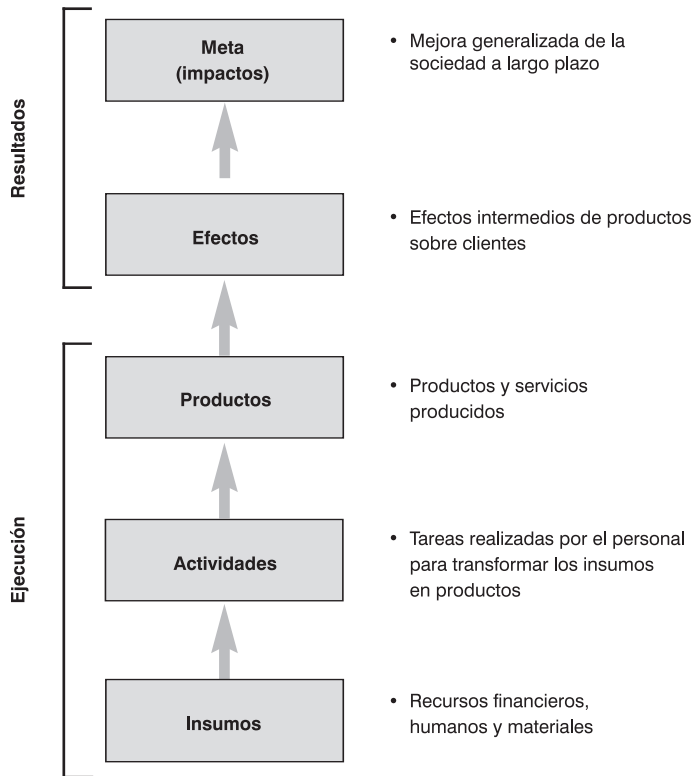 Resultados
Meta
(impactos)
• Mejora generalizada de la
sociedad a largo plazo
Efectos
• Efectos intermedios de productos
sobre clientes
Ejecución
Productos
• Productos y servicios
producidos
Actividades
• Tareas realizadas por el personal
para transformar los insumos
en productos
Insumos
• Recursos financieros,
humanos y materiales